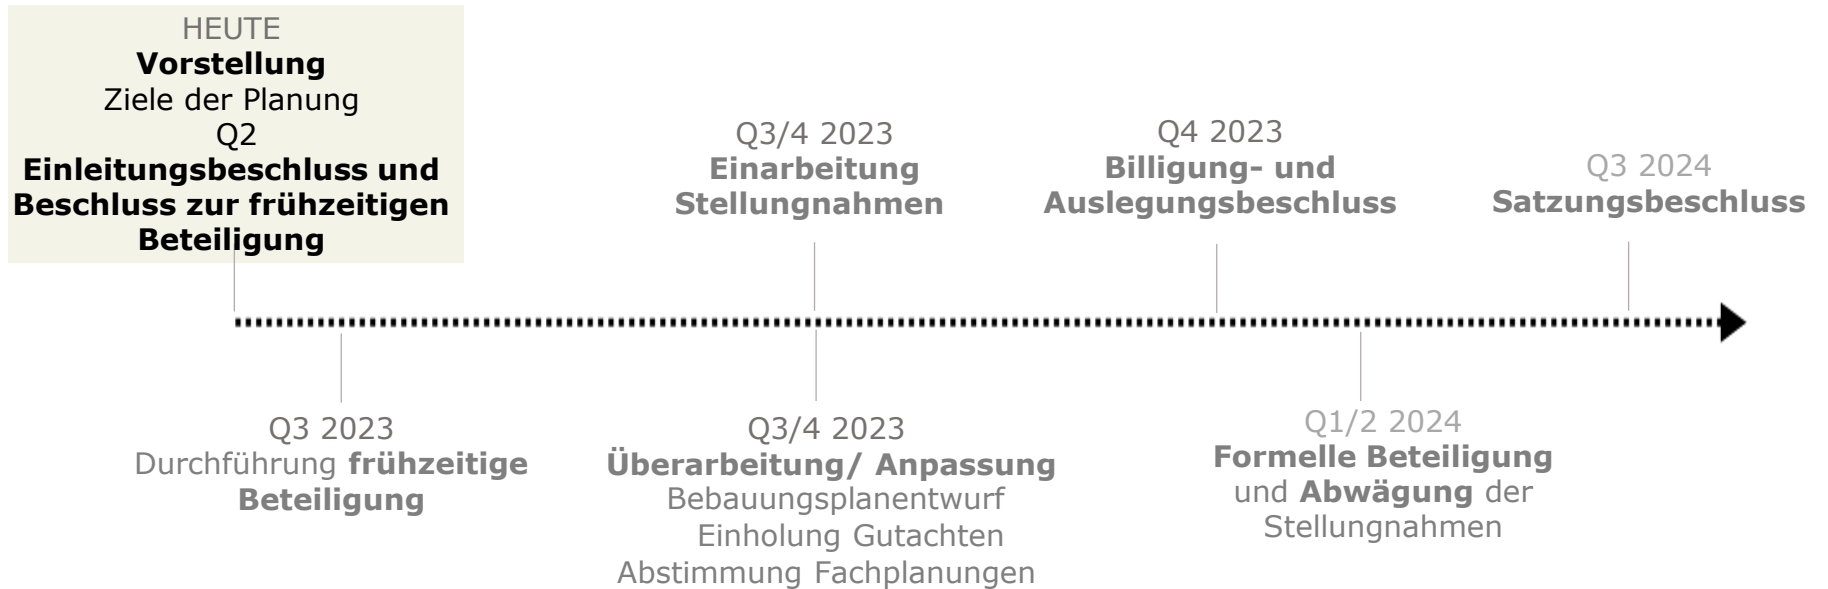 HEUTE
Vorstellung
Ziele der Planung
Q2
Einleitungsbeschluss und
Beschluss zur frühzeitigen
Beteiligung
Q3/4 2023
Einarbeitung
Stellungnahmen
Q4 2023
Billigung- und
Auslegungsbeschluss
Q3 2024
Satzungsbeschluss
Q3 2023
Durchführung frühzeitige
Beteiligung
Q3/4 2023
Überarbeitung/ Anpassung
Bebauungsplanentwurf
Einholung Gutachten
Abstimmung Fachplanungen
Q1/2 2024
Formelle Beteiligung
und Abwägung der
Stellungnahmen